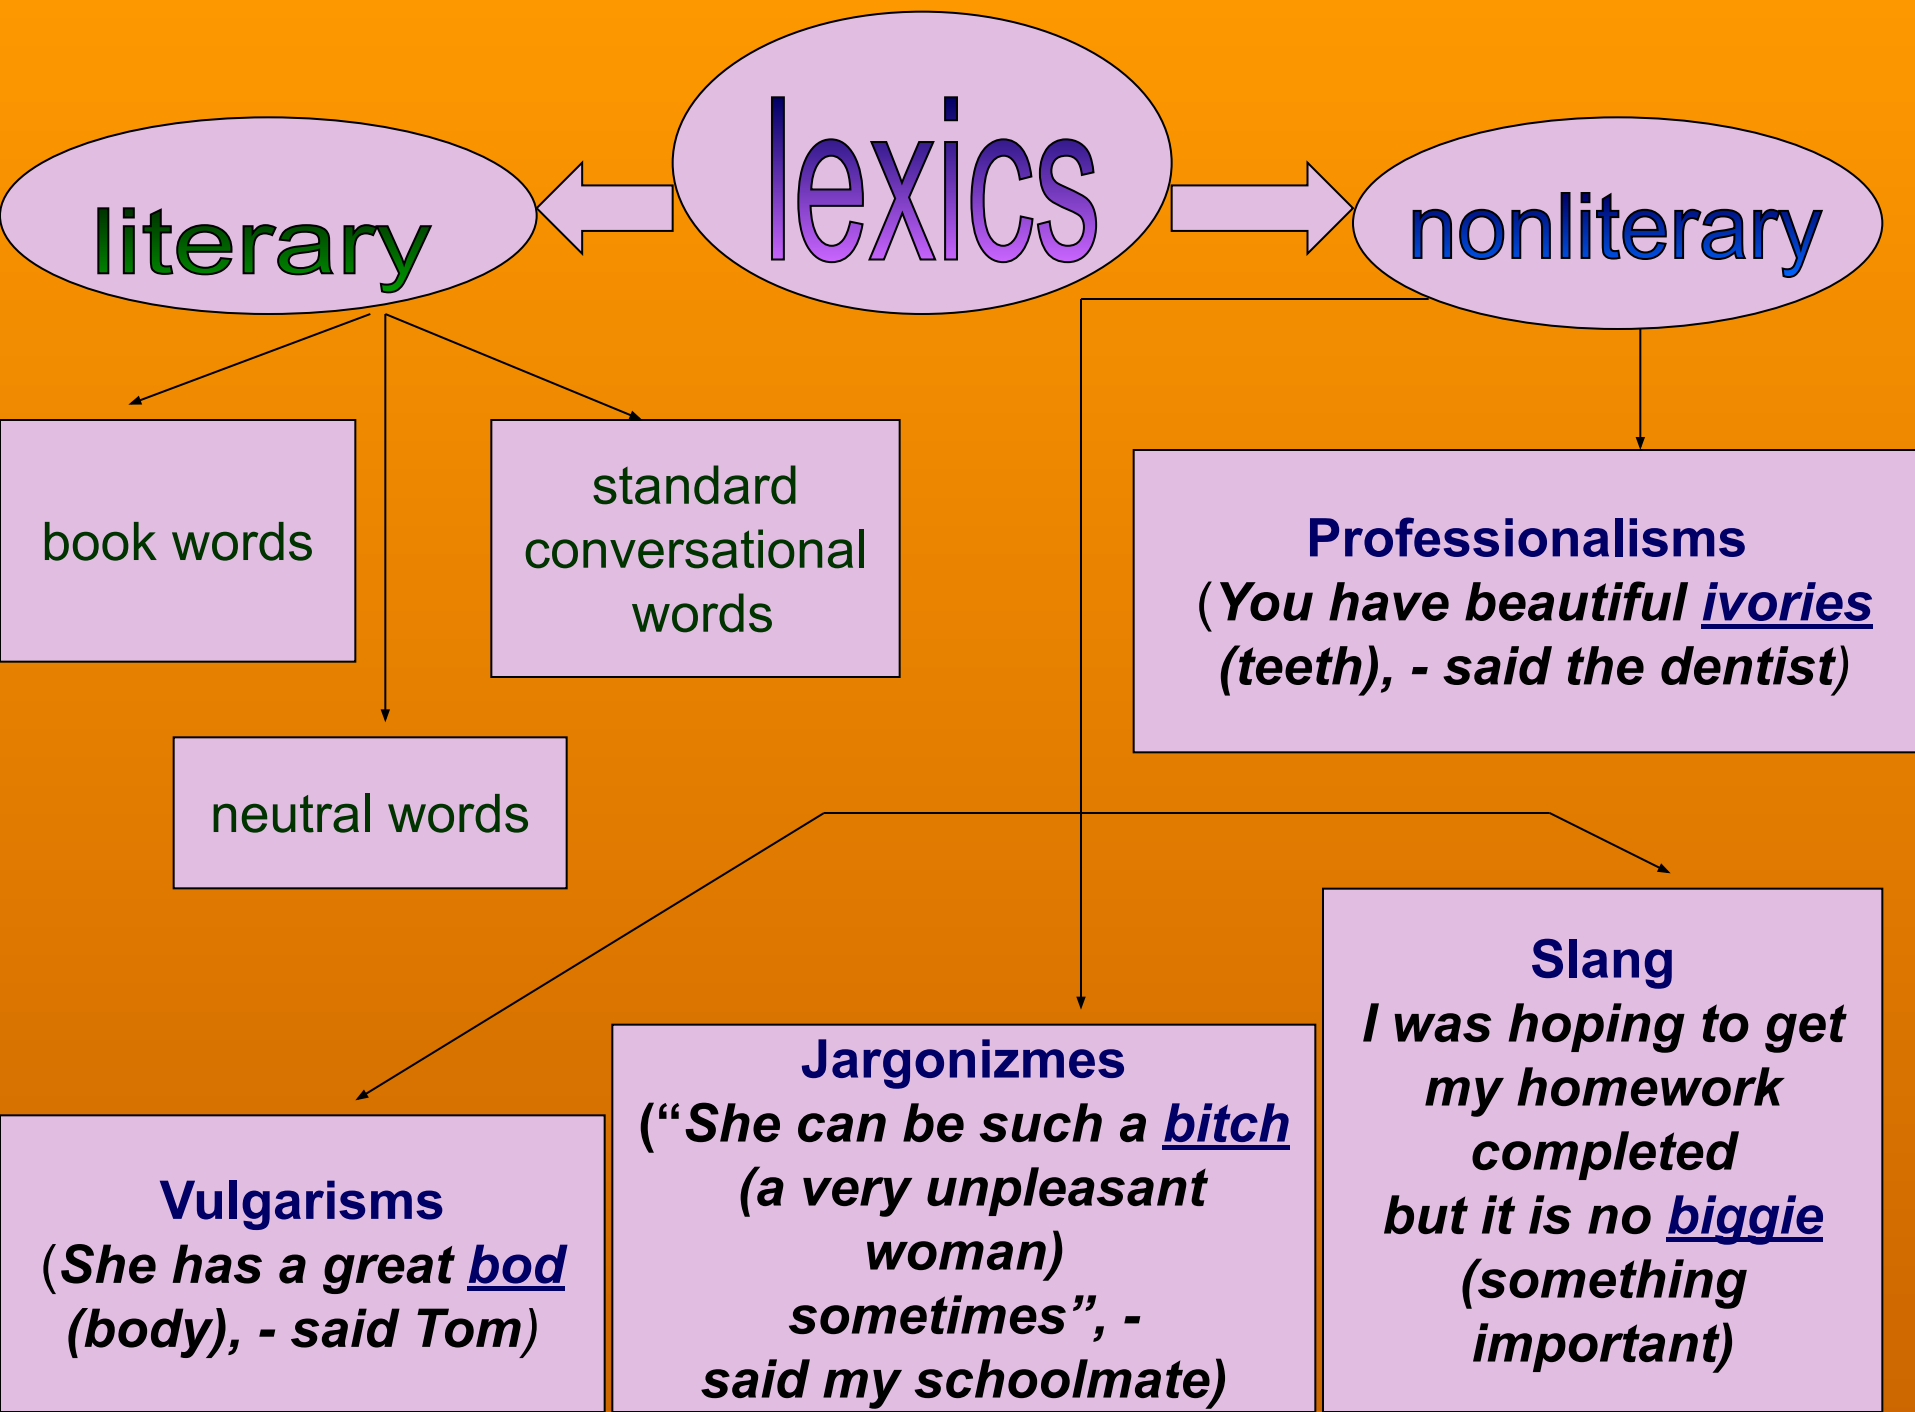 lexics
literary
nonliterary
book words
standard
conversational
words
neutral words
Professionalisms
(You have beautiful ivories
(teeth), - said the dentist)
Vulgarisms
(She has a great bod
(body), - said Tom)
Jargonizmes
(“She can be such a bitch
(a very unpleasant
woman)
sometimes”, -
said my schoolmate)
Slang
I was hoping to get
my homework
completed
but it is no biggie
(something
important)